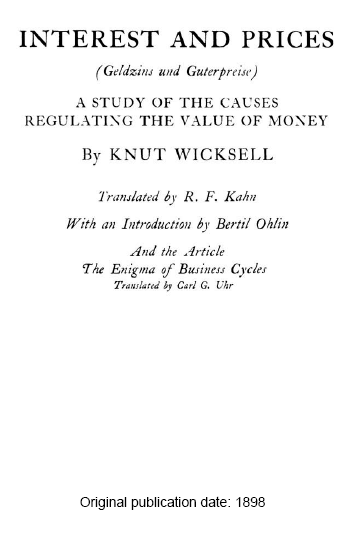 INTEREST AND PRICES
(Geldzins und Guterpreise)
A STUDY OF THE CAUSES
REGULATING THE VALUE OF MONEY
By KNUT WICKSELL
Translated by R. F. Kahn
With an Introduction by Bertil Ohlin
And the Article
The Enigma of Business Cycles
Translated by Carl G. Uhr
Original publication date: 1898